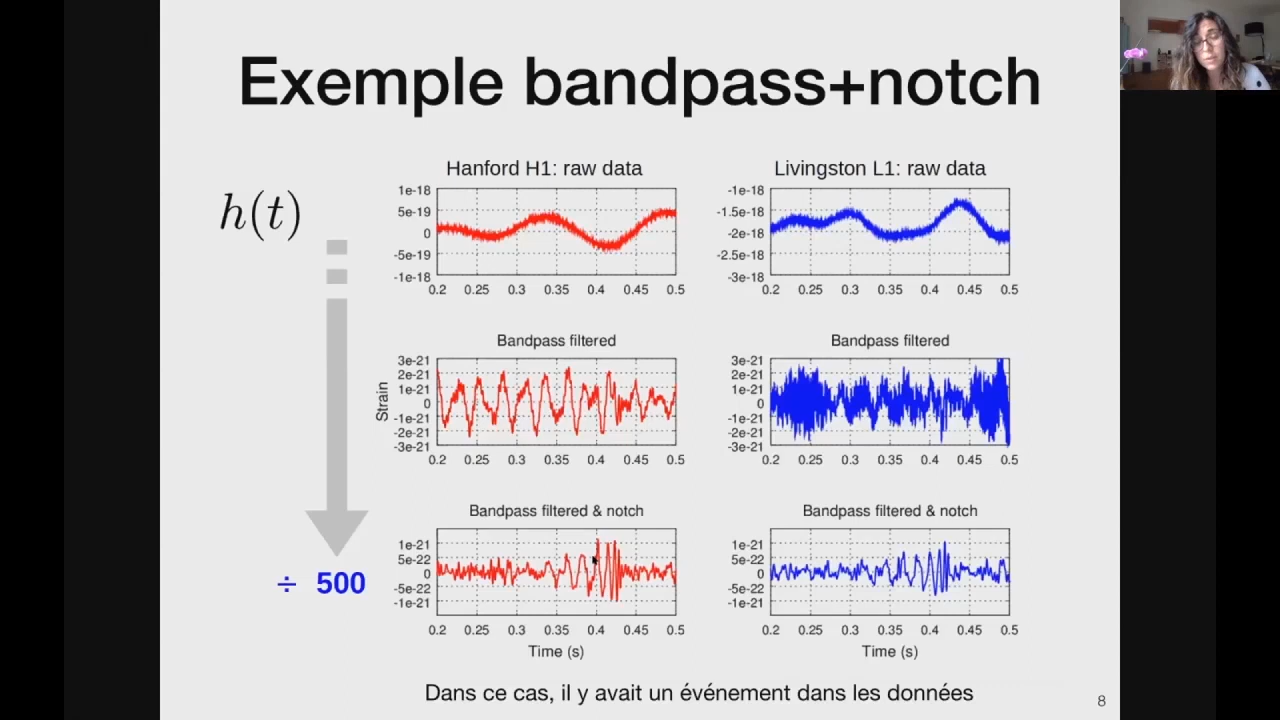 Exemple bandpass+notch
h(t)
÷ 500
Hanford H1: raw data
1e-18
5e-19
0
-5e-19
-1e-18
0.2 0.25 0.3 0.35 0.4 0.45 0.5
Livingston L1: raw data
-1e-18
-1.5e-18
-2e-18
-2.5e-18
-3e-18
0.2 0.25 0.3 0.35 0.4 0.45 0.5
Bandpass filtered
Strain
3e-21
2e-21
1e-21
0
-1e-21
-2e-21
-3e-21
0.2 0.25 0.3 0.35 0.4 0.45 0.5
Bandpass filtered
3e-21
2e-21
1e-21
0
-1e-21
-2e-21
-3e-21
0.2 0.25 0.3 0.35 0.4 0.45 0.5
Bandpass filtered & notch
1e-21
5e-22
0
-5e-22
-1e-21
0.2 0.25 0.3 0.35 0.4 0.45 0.5
Time (s)
Bandpass filtered & notch
1e-21
5e-22
0
-5e-22
-1e-21
0.2 0.25 0.3 0.35 0.4 0.45 0.5
Time (s)
Dans ce cas, il y avait un événement dans les données
8